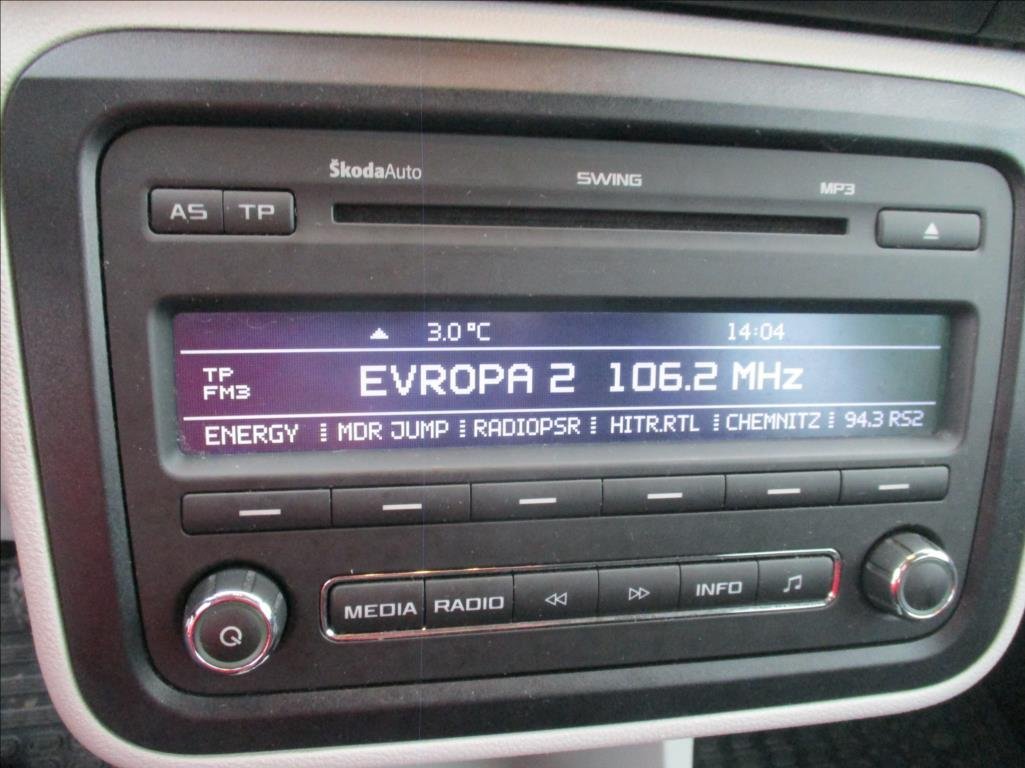 ŠkodaAuto SWING MP3
AS TP
3.0 °C 14:04
TP
FM3
EVROPA 2 106.2 MHz
ENERGY MDR JUMP RADIOPSR HITR.RTL CHEMNITZ 94.3 RS2
MEDIA RADIO INFO